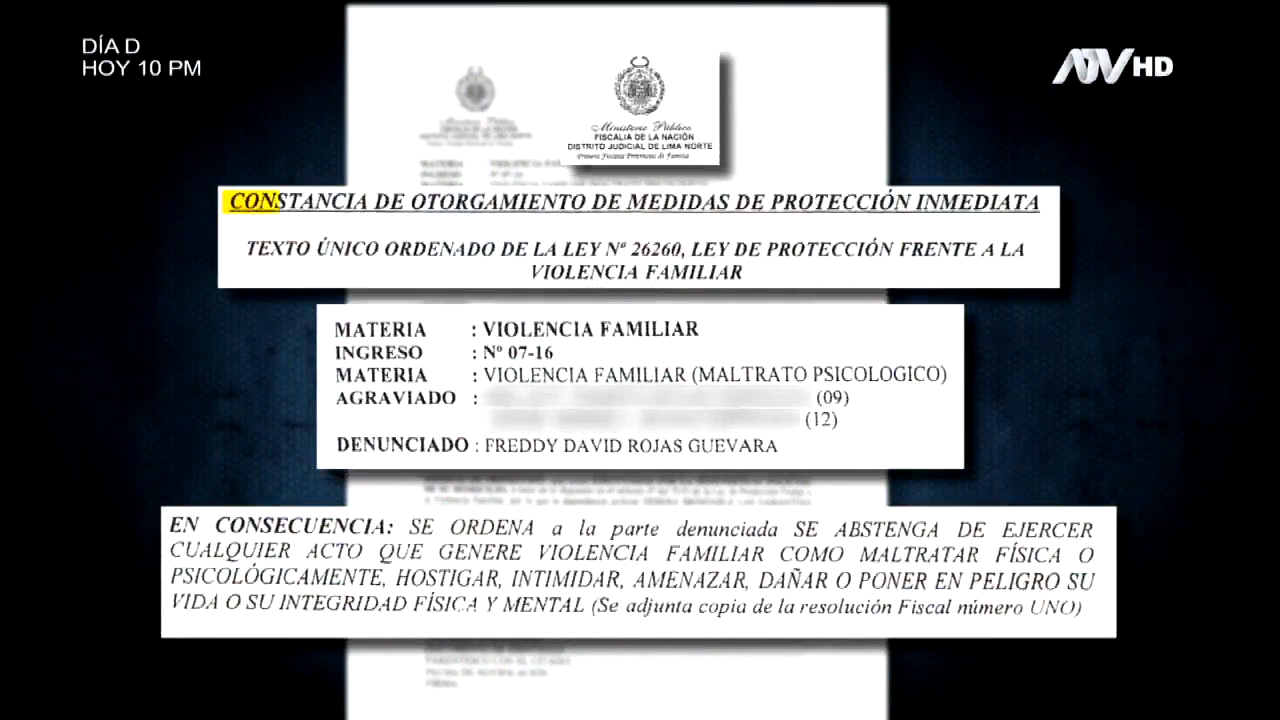 DÍA D
HOY 10 PM
ATV HD
Ministerio Público
FISCALIA DE LA NACIÓN
DISTRITO JUDICIAL DE LIMA NORTE
Primera Fiscalía Provincial de Familia
CONSTANCIA DE OTORGAMIENTO DE MEDIDAS DE PROTECCIÓN INMEDIATA
TEXTO ÚNICO ORDENADO DE LA LEY Nº 26260, LEY DE PROTECCIÓN FRENTE A LA
VIOLENCIA FAMILIAR
MATERIA : VIOLENCIA FAMILIAR
INGRESO : Nº 07-16
MATERIA : VIOLENCIA FAMILIAR (MALTRATO PSICOLOGICO)
AGRAVIADO : (09)
(12)
DENUNCIADO : FREDDY DAVID ROJAS GUEVARA
EN CONSECUENCIA: SE ORDENA a la parte denunciada SE ABSTENGA DE EJERCER
CUALQUIER ACTO QUE GENERE VIOLENCIA FAMILIAR COMO MALTRATAR FÍSICA O
PSICOLÓGICAMENTE, HOSTIGAR, INTIMIDAR, AMENAZAR, DAÑAR O PONER EN PELIGRO SU
VIDA O SU INTEGRIDAD FÍSICA Y MENTAL (Se adjunta copia de la resolución Fiscal número UNO)